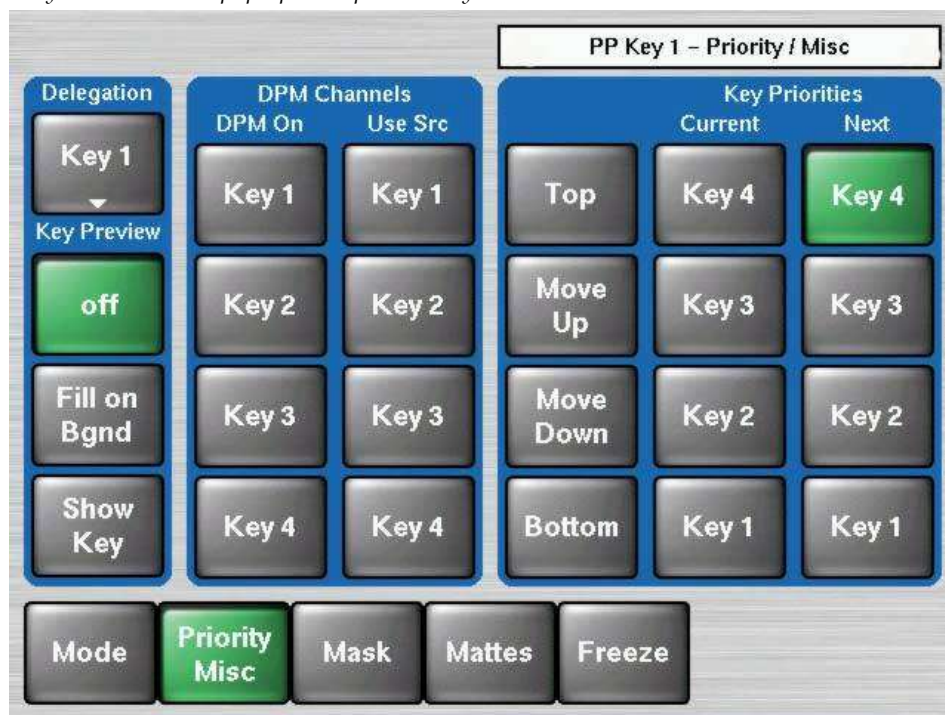 PP Key 1 – Priority / Misc
Delegation
Key 1
Key Preview
off
Fill on
Bgnd
Show
Key
DPM Channels
DPM On Use Src
Key 1 Key 1
Key 2 Key 2
Key 3 Key 3
Key 4 Key 4
Key Priorities
Current Next
Top Key 4 Key 4
Move
Up Key 3 Key 3
Move
Down Key 2 Key 2
Bottom Key 1 Key 1
Mode
Priority
Misc
Mask
Mattes
Freeze